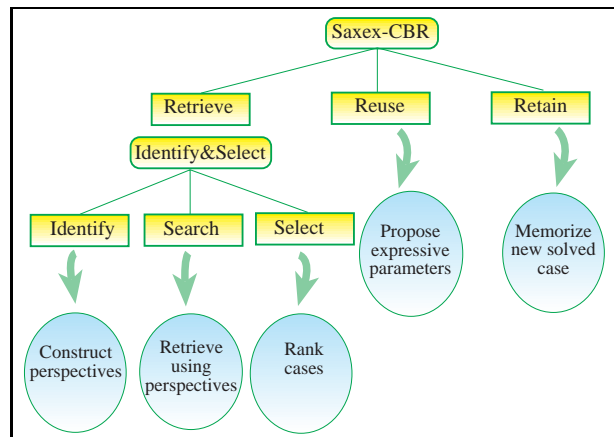 Saxex-CBR
Retrieve
Reuse
Retain
Identify&Select
Identify
Search
Select
Propose
expressive
parameters
Memorize
new solved
case
Construct
perspectives
Retrieve
using
perspectives
Rank
cases